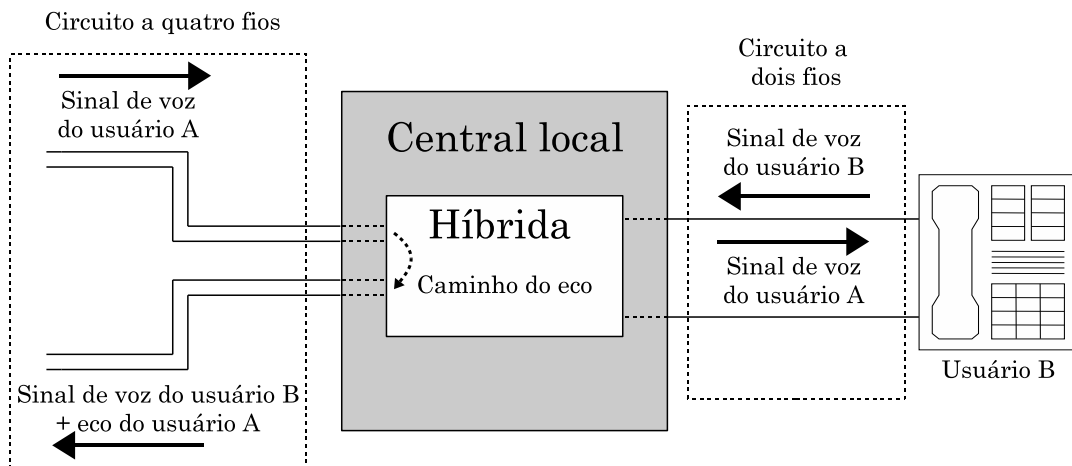 Circuito a quatro fios
Sinal de voz
do usuário A
Central local
Híbrida
Caminho do eco
Sinal de voz do usuário B
+ eco do usuário A
Circuito a
dois fios
Sinal de voz
do usuário B
Sinal de voz
do usuário A
Usuário B